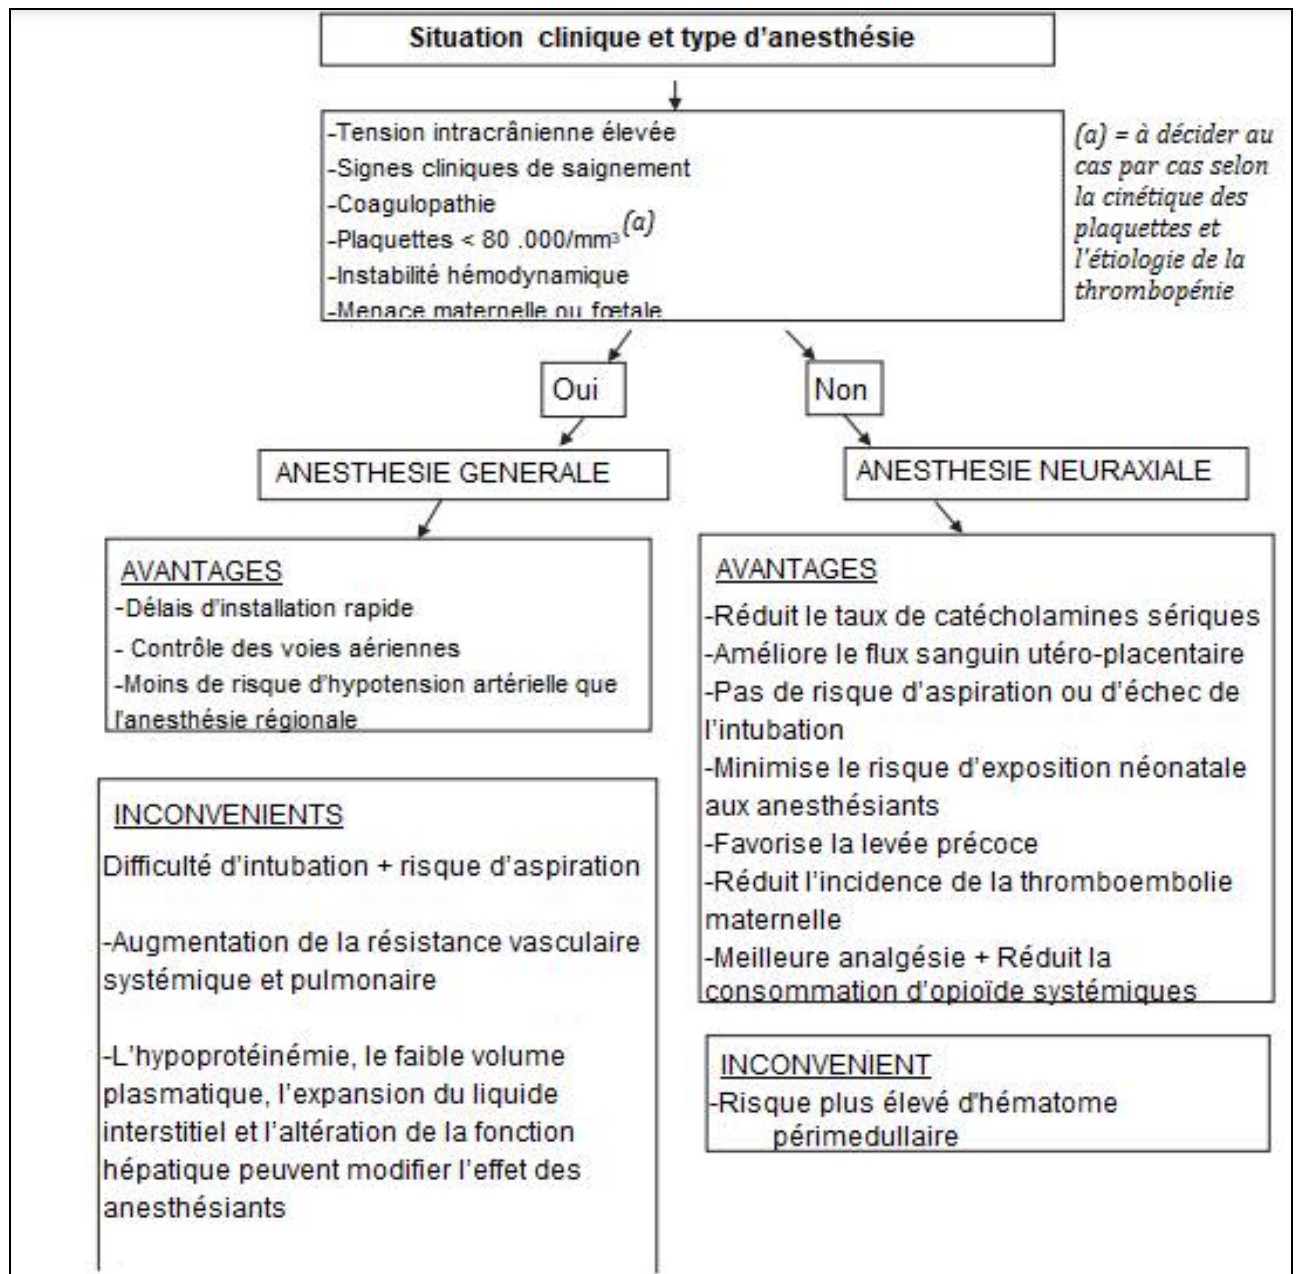 Situation clinique et type d'anesthésie
-Tension intracrânienne élevée
-Signes cliniques de saignement
-Coagulopathie
-Plaquettes < 80 .000/mm³ (a)
-Instabilité hémodynamique
-Menace maternelle ou fœtale
(a) = à décider au
cas par cas selon
la cinétique des
plaquettes et
l'étiologie de la
thrombopénie
Oui
Non
ANESTHESIE GENERALE
ANESTHESIE NEURAXIALE
AVANTAGES
-Délais d'installation rapide
- Contrôle des voies aériennes
-Moins de risque d'hypotension artérielle que
l'anesthésie régionale
INCONVENIENTS
Difficulté d'intubation + risque d'aspiration
-Augmentation de la résistance vasculaire
systémique et pulmonaire
-L'hypoprotéinémie, le faible volume
plasmatique, l'expansion du liquide
interstitiel et l'altération de la fonction
hépatique peuvent modifier l'effet des
anesthésiants
AVANTAGES
-Réduit le taux de catécholamines sériques
-Améliore le flux sanguin utéro-placentaire
-Pas de risque d'aspiration ou d'échec de
l'intubation
-Minimise le risque d'exposition néonatale
aux anesthésiants
-Favorise la levée précoce
-Réduit l'incidence de la thromboembolie
maternelle
-Meilleure analgésie + Réduit la
consommation d'opioïde systémiques
INCONVENIENT
-Risque plus élevé d'hématome
périmedullaire